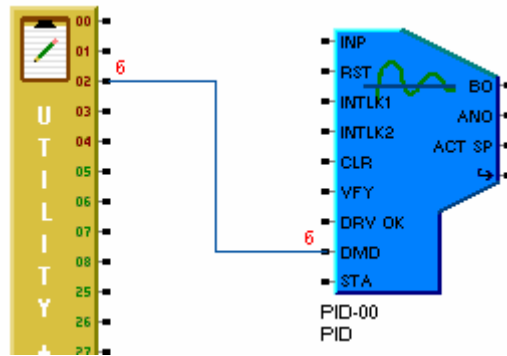 00
01
02
03
04
05
06
07
08
25
26
27
UTILITY
6
6
INP
RST
INTLK1
INTLK2
CLR
VFY
DRV OK
DMD
STA
BO
ANO
ACT SP
PID-00
PID